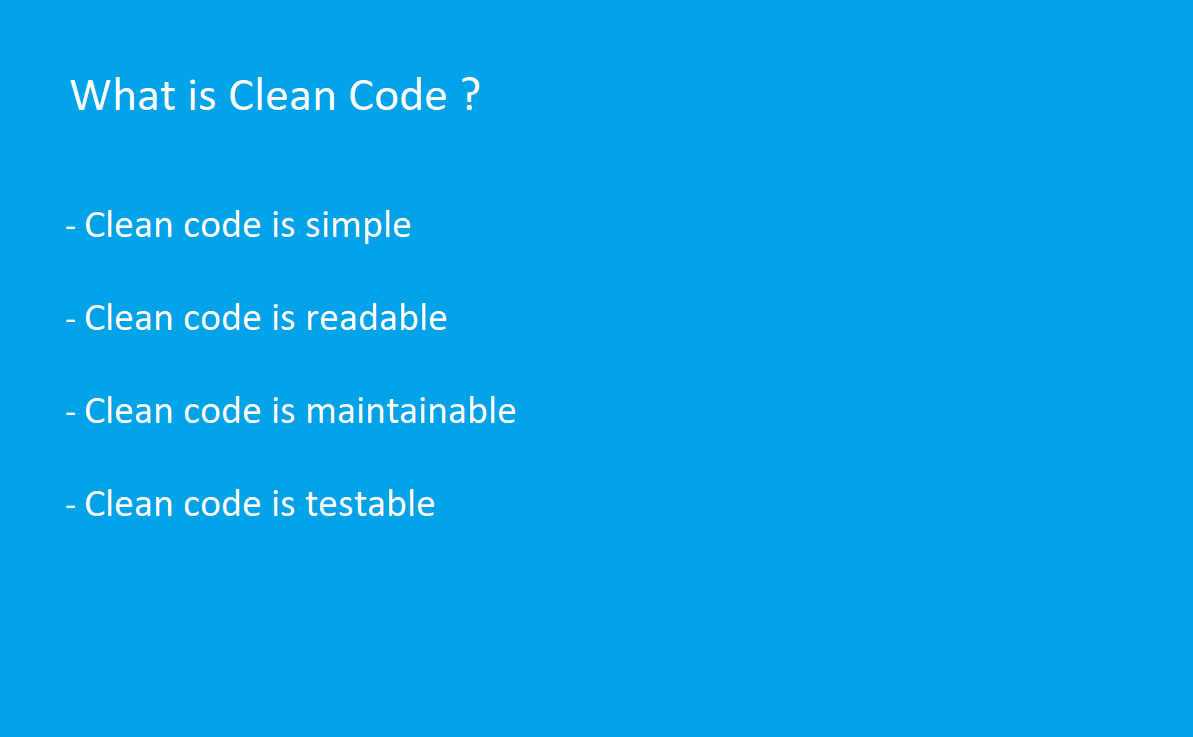 What is Clean Code ?
- Clean code is simple
- Clean code is readable
- Clean code is maintainable
- Clean code is testable